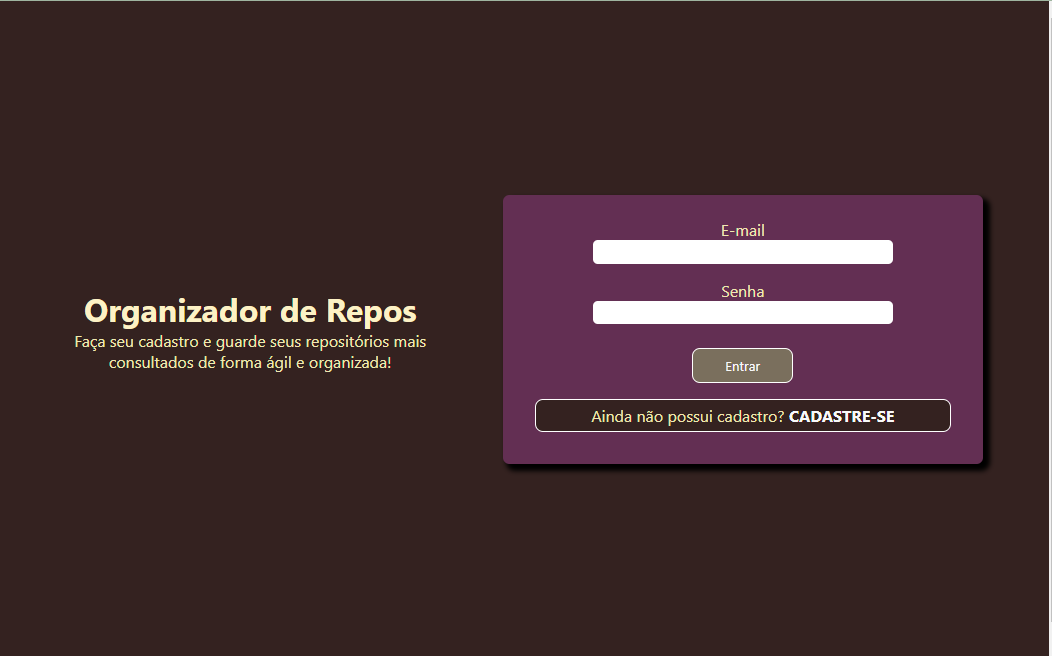 Organizador de Repos
Faça seu cadastro e guarde seus repositórios mais
consultados de forma ágil e organizada!
E-mail
Senha
Entrar
Ainda não possui cadastro? CADASTRE-SE